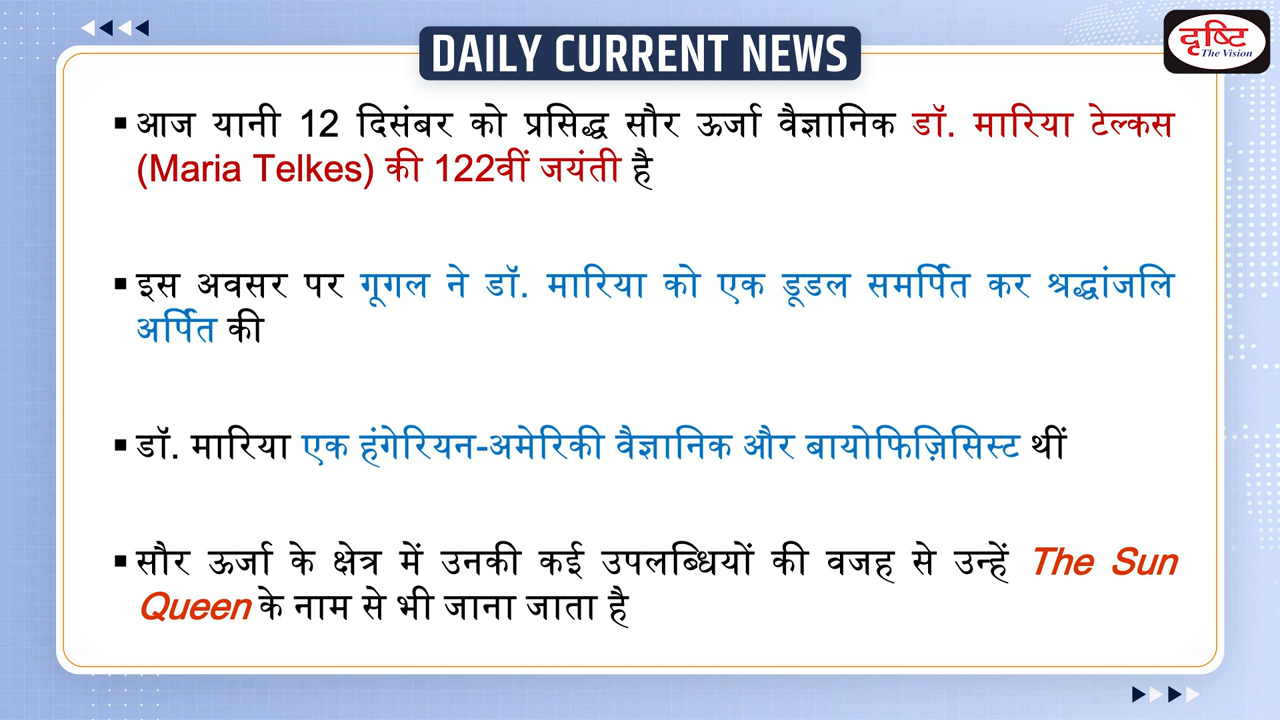 DAILY CURRENT NEWS
दृष्टि
The Vision
▪ आज यानी 12 दिसंबर को प्रसिद्ध सौर ऊर्जा वैज्ञानिक डॉ. मारिया टेल्कस
(Maria Telkes) की 122वीं जयंती है
▪ इस अवसर पर गूगल ने डॉ. मारिया को एक डूडल समर्पित कर श्रद्धांजलि
अर्पित की
▪ डॉ. मारिया एक हंगेरियन-अमेरिकी वैज्ञानिक और बायोफिज़िसिस्ट थीं
▪ सौर ऊर्जा के क्षेत्र में उनकी कई उपलब्धियों की वजह से उन्हें The Sun
Queen के नाम से भी जाना जाता है